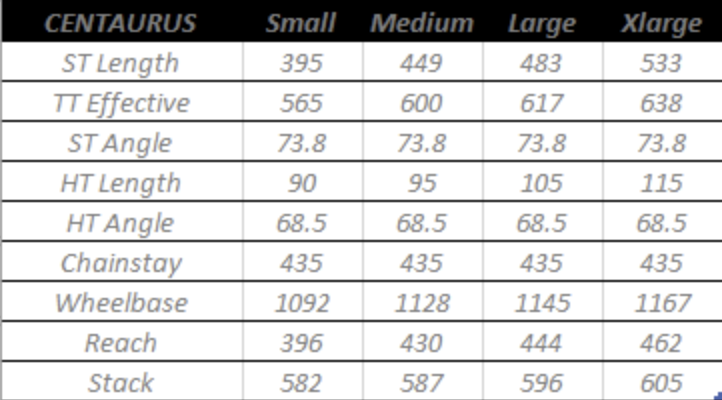 CENTAURUS Small Medium Large Xlarge
ST Length 395 449 483 533
TT Effective 565 600 617 638
ST Angle 73.8 73.8 73.8 73.8
HT Length 90 95 105 115
HT Angle 68.5 68.5 68.5 68.5
Chainstay 435 435 435 435
Wheelbase 1092 1128 1145 1167
Reach 396 430 444 462
Stack 582 587 596 605